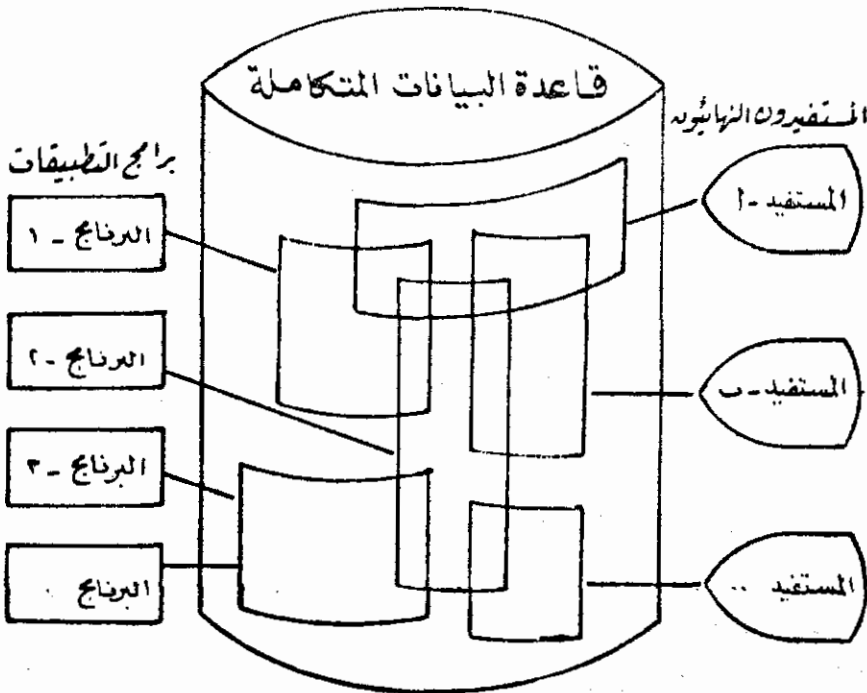 قاعدة البيانات المتكاملة
المستفيدون النهائيون
برامج التطبيقات
المستفيد - أ
البرنامج - ١
البرنامج - ٢
المستفيد - ب
البرنامج - ٣
البرنامج .
المستفيد ..